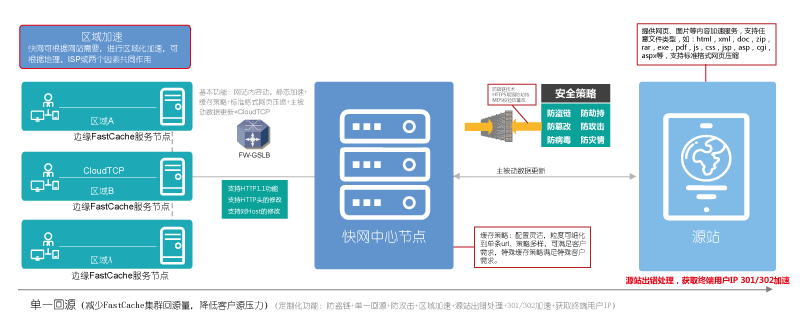 区域加速
快网可根据网站需要，进行区域化加速，可
根据地理，ISP或两个因素共同作用
区域A
边缘FastCache服务节点
CloudTCP
区域B
边缘FastCache服务节点
区域A
边缘FastCache服务节点
基本功能：网站内容动、静态加速+
缓存策略+标准格式网页压缩+主被
动数据更新+CloudTCP
FW-GSLB
支持HTTP1.1功能
支持HTTP头的修改
支持对Host的修改
快网中心节点
防盗链技术
HTTPS
MD5
安全策略
防盗链 防劫持
防篡改 防攻击
防病毒 防灾情
主被动数据更新
缓存策略：配置灵活，粒度可细化
到单条url，策略多样，可满足客户
需求，特殊缓存策略满足特殊客户
需求。
提供网页、图片等内容加速服务，支持任
意文件类型，如：html，xml，doc，zip，
rar，exe，pdf，js，css，jsp，asp，cgi，
aspx等，支持标准格式网页压缩
源站
源站出错处理，获取终端用户IP 301/302加速
单一回源（减少FastCache集群回源量，降低客户源压力）（定制化功能：防盗链+单一回源+防攻击+区域加速+源站出错处理+301/302加速+获取终端用户IP）